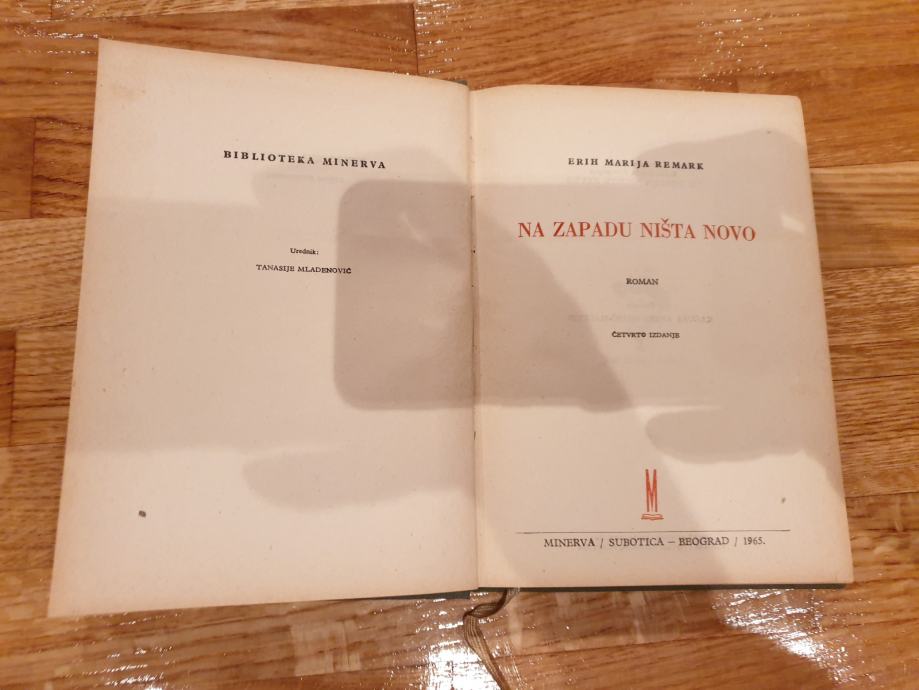 BIBLIOTEKA MINERVA
Urednik:
TANASIJE MLADENOVIĆ
ERIH MARIJA REMARK
NA ZAPADU NIŠTA NOVO
ROMAN
ČETVRTO IZDANJE
M
MINERVA / SUBOTICA — BEOGRAD / 1965.